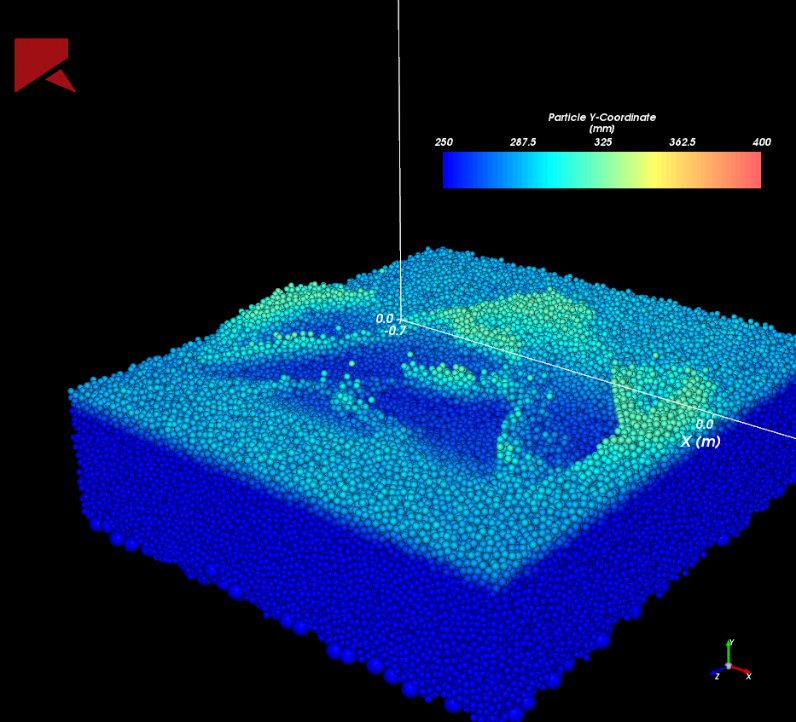 Particle Y-Coordinate
(mm)
250 287.5 325 362.5 400
0.0
-0.7
0.0
X (m)
Y
Z
X